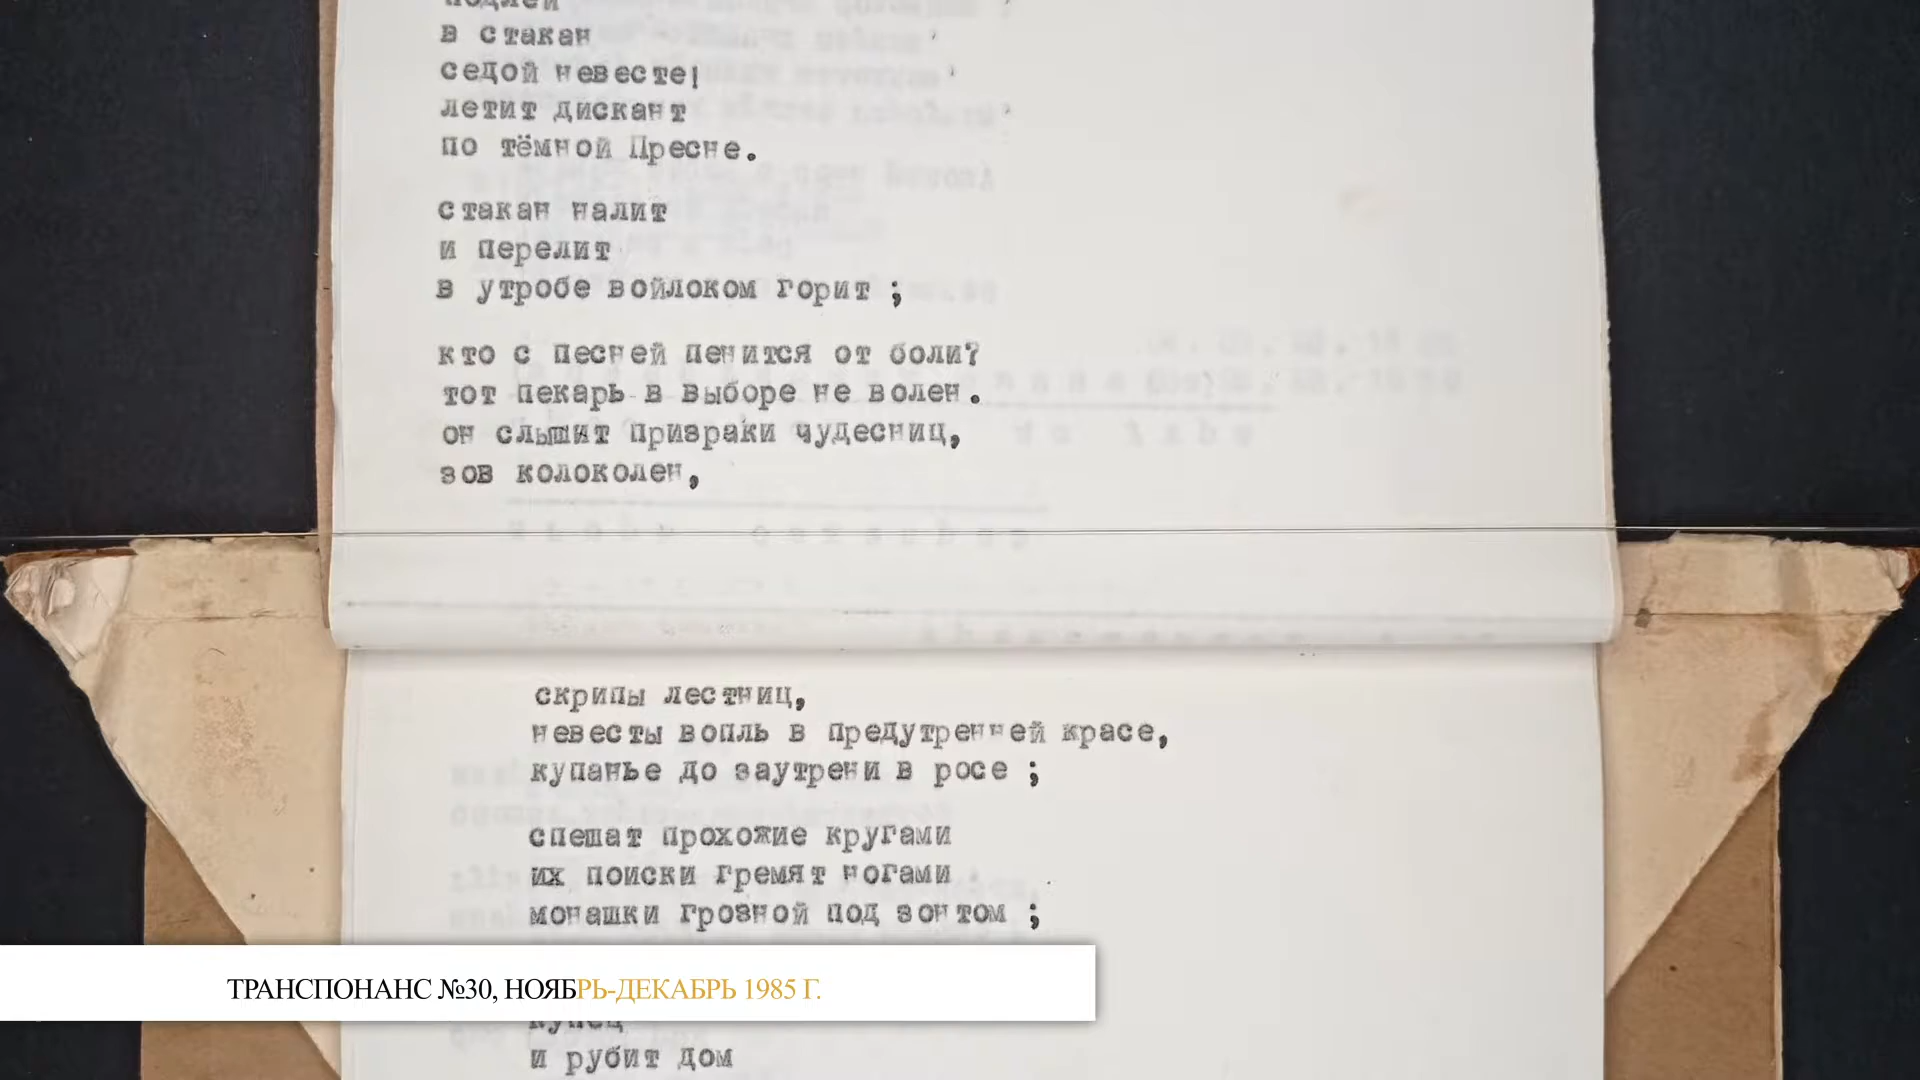 подлей
в стакан
седой невесте!
летит дискант
по тёмной Пресне.
стакан налит
и перелит
в утробе войлоком горит ;
кто с песней пенится от боли?
тот пекарь в выборе не волен.
он слышит призраки чудесниц,
зов колоколен,
скрипы лестниц,
невесты вопль в предутренней красе,
купанье до заутрени в росе ;
спешат прохожие кругами
их поиски гремят ногами
монашки грозной под зонтом ;
ТРАНСПОНАНС №30, НОЯБРЬ-ДЕКАБРЬ 1985 Г.
купец
и рубит дом